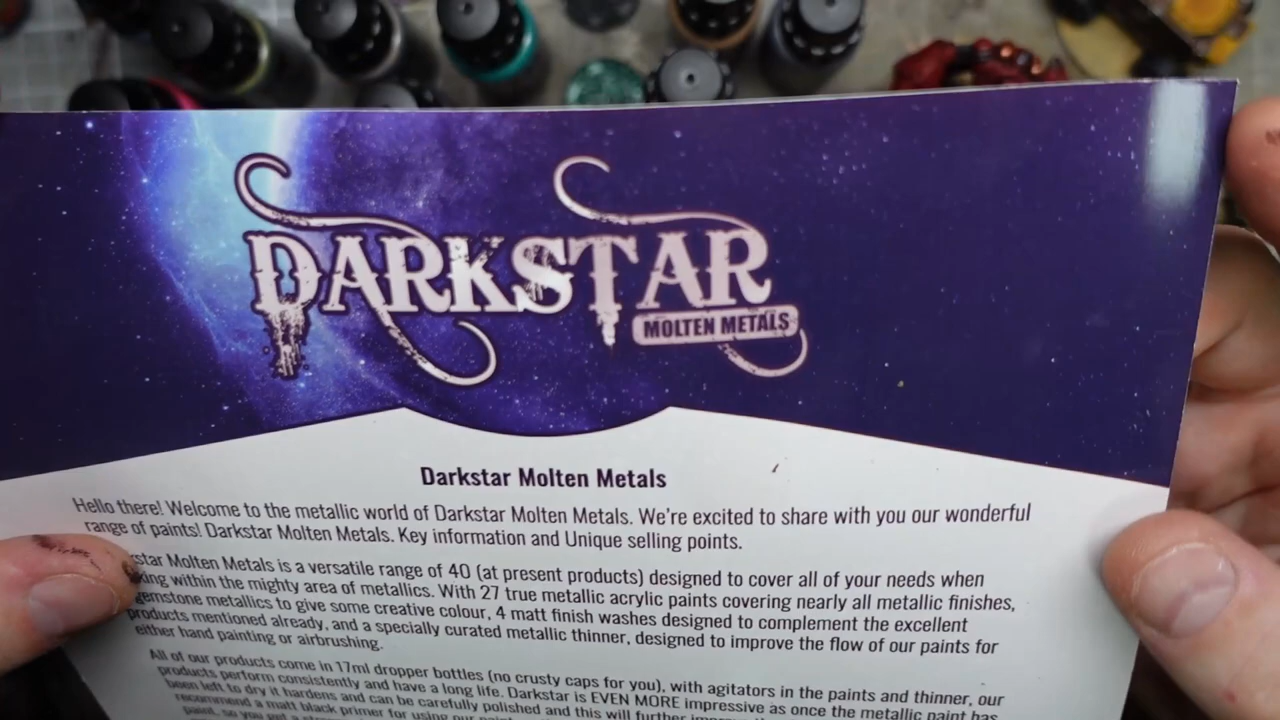 DARKSTAR
MOLTEN METALS
Darkstar Molten Metals
Hello there! Welcome to the metallic world of Darkstar Molten Metals. We're excited to share with you our wonderful
range of paints! Darkstar Molten Metals. Key information and Unique selling points.
Molten Metals is a versatile range of 40 (at present products) designed to cover all of your needs when
within the mighty area of metallics. With 27 true metallic acrylic paints covering nearly all metallic finishes,
gemstone metallics to give some creative colour, 4 matt finish washes designed to complement the excellent
products mentioned already, and a specially curated metallic thinner, designed to improve the flow of our paints for
either hand painting or airbrushing.
All of our products come in 17ml dropper bottles (no crusty caps for you), with agitators in the paints and thinner, our
products perform consistently and have a long life. Darkstar is EVEN MORE impressive as once the metallic paint has
been left to dry it hardens and can be carefully polished and this will further
recommend a matt black primer for using our